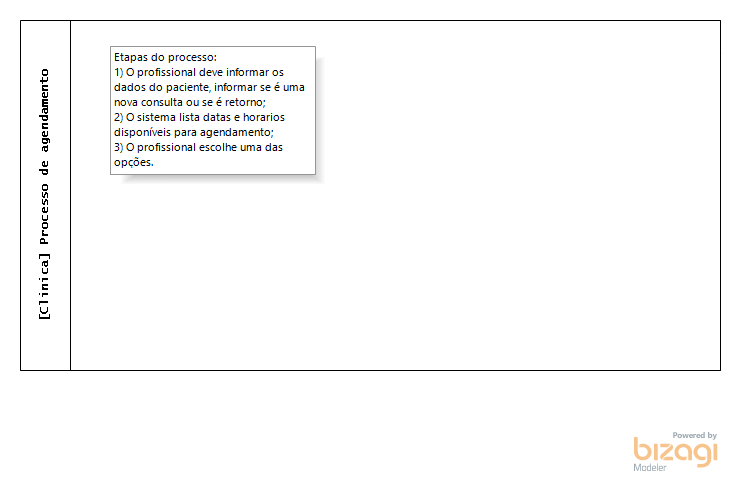 [Clinica] Processo de agendamento
Etapas do processo:
1) O profissional deve informar os
dados do paciente, informar se é uma
nova consulta ou se é retorno;
2) O sistema lista datas e horarios
disponíveis para agendamento;
3) O profissional escolhe uma das
opções.
Powered by
bizagi
Modeler